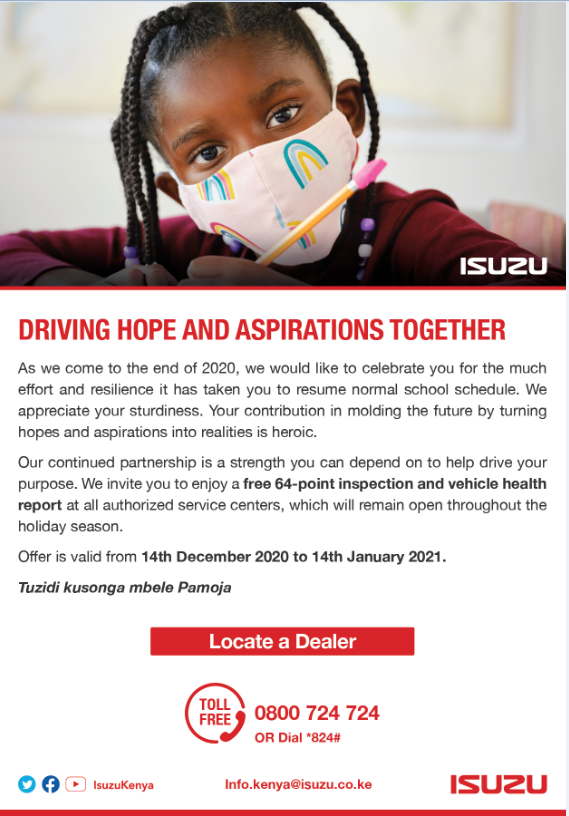 ISUZU
DRIVING HOPE AND ASPIRATIONS TOGETHER
As we come to the end of 2020, we would like to celebrate you for the much
effort and resilience it has taken you to resume normal school schedule. We
appreciate your sturdiness. Your contribution in molding the future by turning
hopes and aspirations into realities is heroic.
Our continued partnership is a strength you can depend on to help drive your
purpose. We invite you to enjoy a free 64-point inspection and vehicle health
report at all authorized service centers, which will remain open throughout the
holiday season.
Offer is valid from 14th December 2020 to 14th January 2021.
Tuzidi kusonga mbele Pamoja
Locate a Dealer
TOLL
FREE
0800 724 724
OR Dial *824#
IsuzuKenya
Info.kenya@isuzu.co.ke
ISUZU